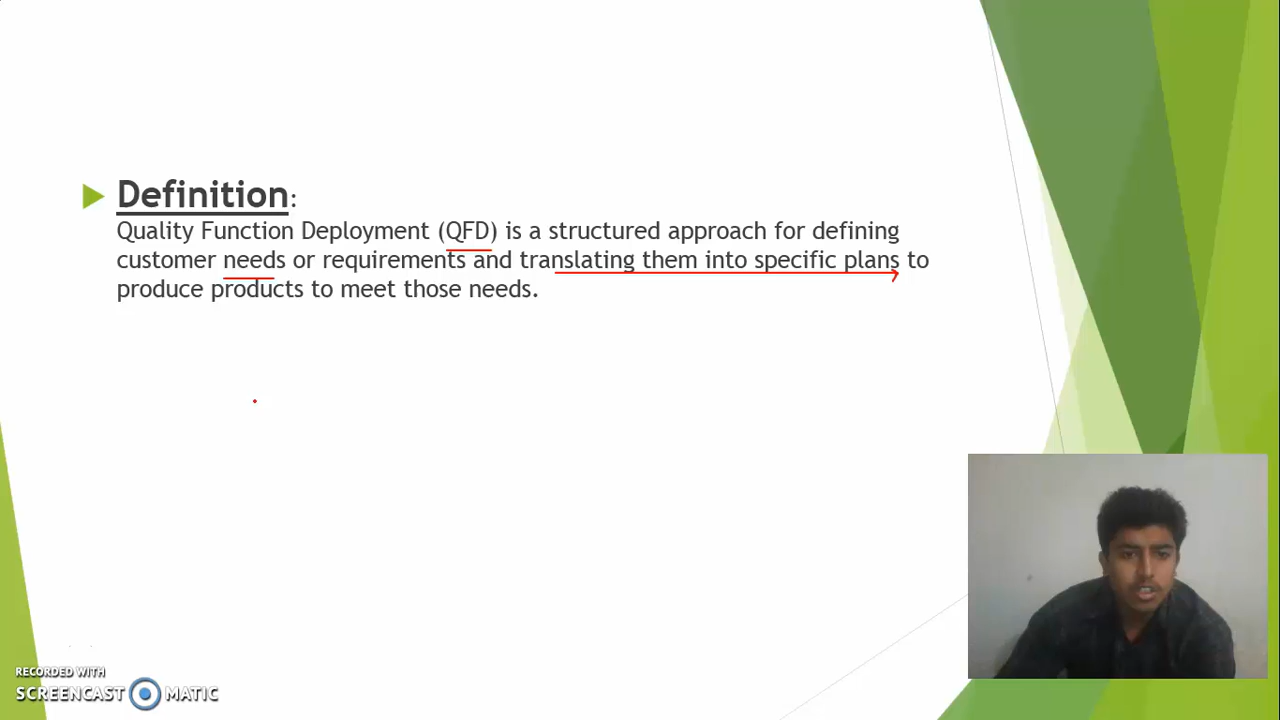 Definition:
Quality Function Deployment (QFD) is a structured approach for defining
customer needs or requirements and translating them into specific plans to
produce products to meet those needs.
RECORDED WITH
SCREENCAST MATIC